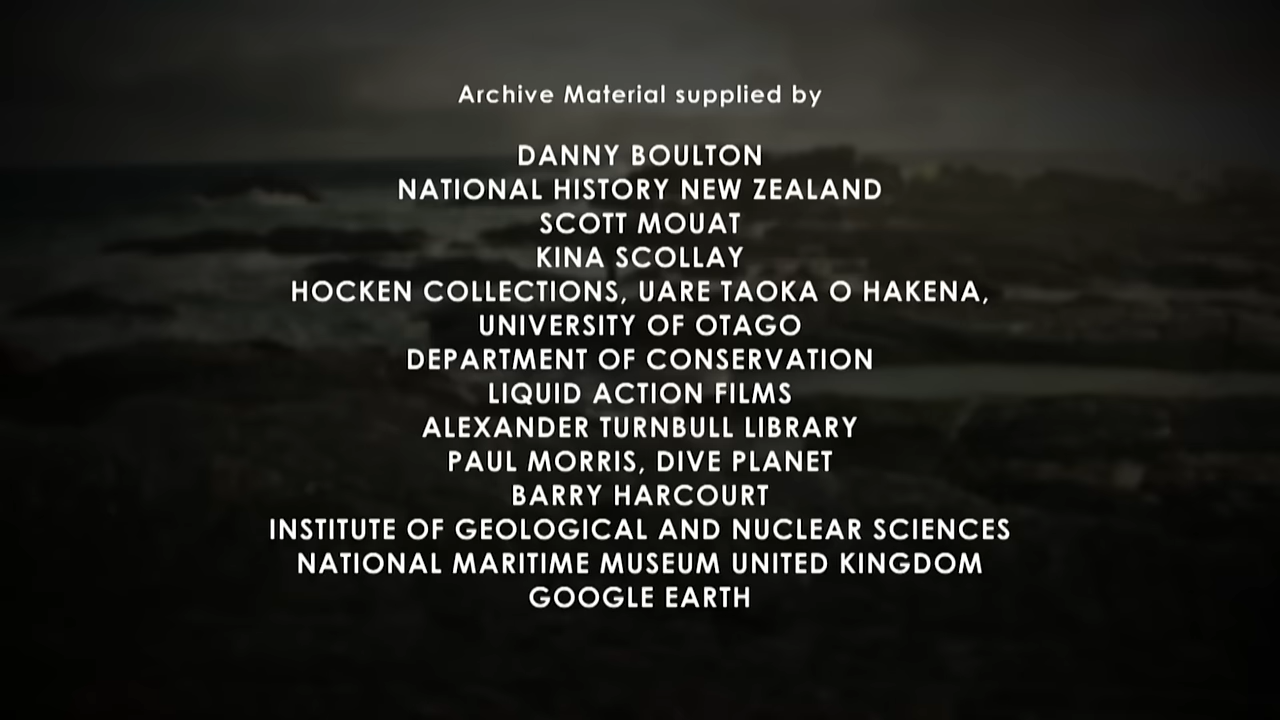 Archive Material supplied by
DANNY BOULTON
NATIONAL HISTORY NEW ZEALAND
SCOTT MOUAT
KINA SCOLLAY
HOCKEN COLLECTIONS, UARE TAOKA O HAKENA,
UNIVERSITY OF OTAGO
DEPARTMENT OF CONSERVATION
LIQUID ACTION FILMS
ALEXANDER TURNBULL LIBRARY
PAUL MORRIS, DIVE PLANET
BARRY HARCOURT
INSTITUTE OF GEOLOGICAL AND NUCLEAR SCIENCES
NATIONAL MARITIME MUSEUM UNITED KINGDOM
GOOGLE EARTH